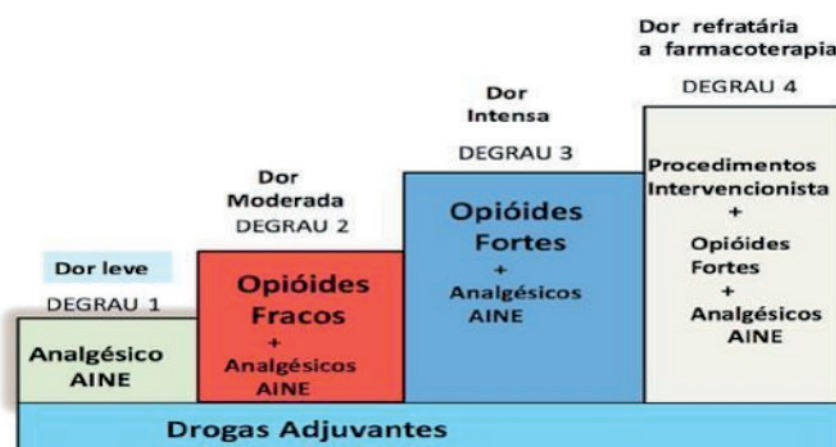 Dor leve
DEGRAU 1
Analgésico
AINE
Dor
Moderada
DEGRAU 2
Opióides
Fracos
+
Analgésicos
AINE
Dor
Intensa
DEGRAU 3
Opióides
Fortes
+
Analgésicos
AINE
Dor refratária
a farmacoterapia
DEGRAU 4
Procedimentos
Intervencionista
+
Opióides
Fortes
+
Analgésicos
AINE
Drogas Adjuvantes